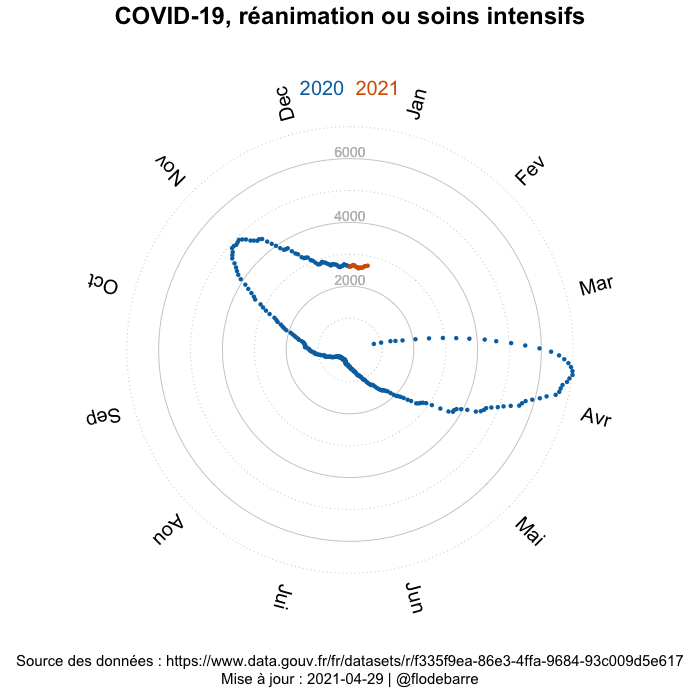 COVID-19, réanimation ou soins intensifs
2020 2021
Jan
Fev
Mar
Avr
Mai
Jun
Jui
Aou
Sep
Oct
Nov
Dec
6000
4000
2000
Source des données : https://www.data.gouv.fr/fr/datasets/r/f335f9ea-86e3-4ffa-9684-93c009d5e617
Mise à jour : 2021-04-29 | @flodebarre